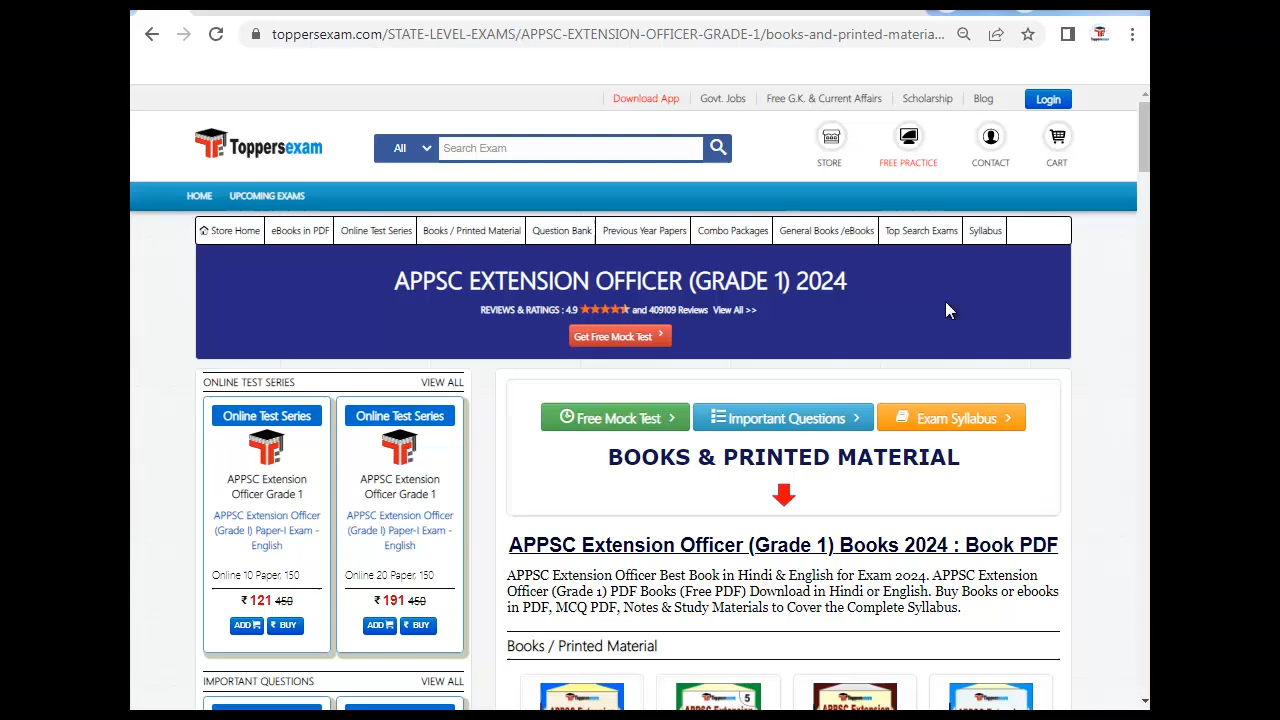 toppersexam.com/STATE-LEVEL-EXAMS/APPSC-EXTENSION-OFFICER-GRADE-1/books-and-printed-materia...
Download App Govt. Jobs Free G.K. & Current Affairs Scholarship Blog Login
Toppersexam All Search Exam STORE FREE PRACTICE CONTACT CART
HOME UPCOMING EXAMS
Store Home eBooks in PDF Online Test Series Books / Printed Material Question Bank Previous Year Papers Combo Packages General Books /eBooks Top Search Exams Syllabus
APPSC EXTENSION OFFICER (GRADE 1) 2024
REVIEWS & RATINGS : 4.9 and 409109 Reviews View All >>
Get Free Mock Test
ONLINE TEST SERIES VIEW ALL
Online Test Series
APPSC Extension
Officer Grade 1
APPSC Extension Officer
(Grade I) Paper-I Exam -
English
Online 10 Paper, 150
₹ 121 450
ADD ₹ BUY
Online Test Series
APPSC Extension
Officer Grade 1
APPSC Extension Officer
(Grade I) Paper-I Exam -
English
Online 20 Paper, 150
₹ 191 450
ADD ₹ BUY
IMPORTANT QUESTIONS VIEW ALL
Free Mock Test Important Questions Exam Syllabus
BOOKS & PRINTED MATERIAL
APPSC Extension Officer (Grade 1) Books 2024 : Book PDF
APPSC Extension Officer Best Book in Hindi & English for Exam 2024. APPSC Extension
Officer (Grade 1) PDF Books (Free PDF) Download in Hindi or English. Buy Books or ebooks
in PDF, MCQ PDF, Notes & Study Materials to Cover the Complete Syllabus.
Books / Printed Material
Toppersexam Toppersexam 5 Toppersexam Toppersexam